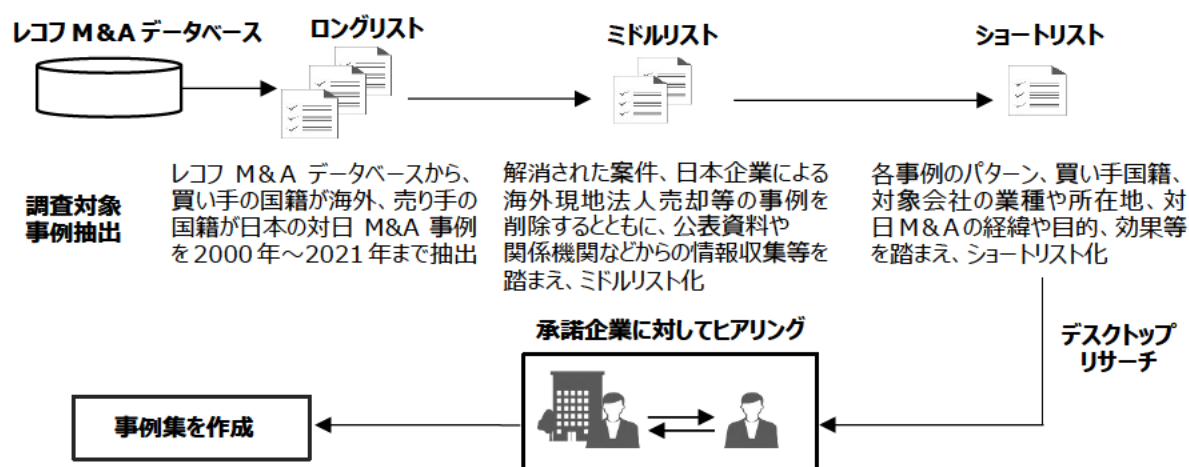 レコフ M&A データベース
ロングリスト
ミドルリスト
ショートリスト
調査対象
事例抽出
レコフ M&A データベースから、
買い手の国籍が海外、売り手の
国籍が日本の対日 M&A 事例
を2000年～2021年まで抽出
解消された案件、日本企業による
海外現地法人売却等の事例を
削除するとともに、公表資料や
関係機関などからの情報収集等を
踏まえ、ミドルリスト化
各事例のパターン、買い手国籍、
対象会社の業種や所在地、対
日M&Aの経緯や目的、効果等
を踏まえ、ショートリスト化
デスクトップ
リサーチ
承諾企業に対してヒアリング
事例集を作成